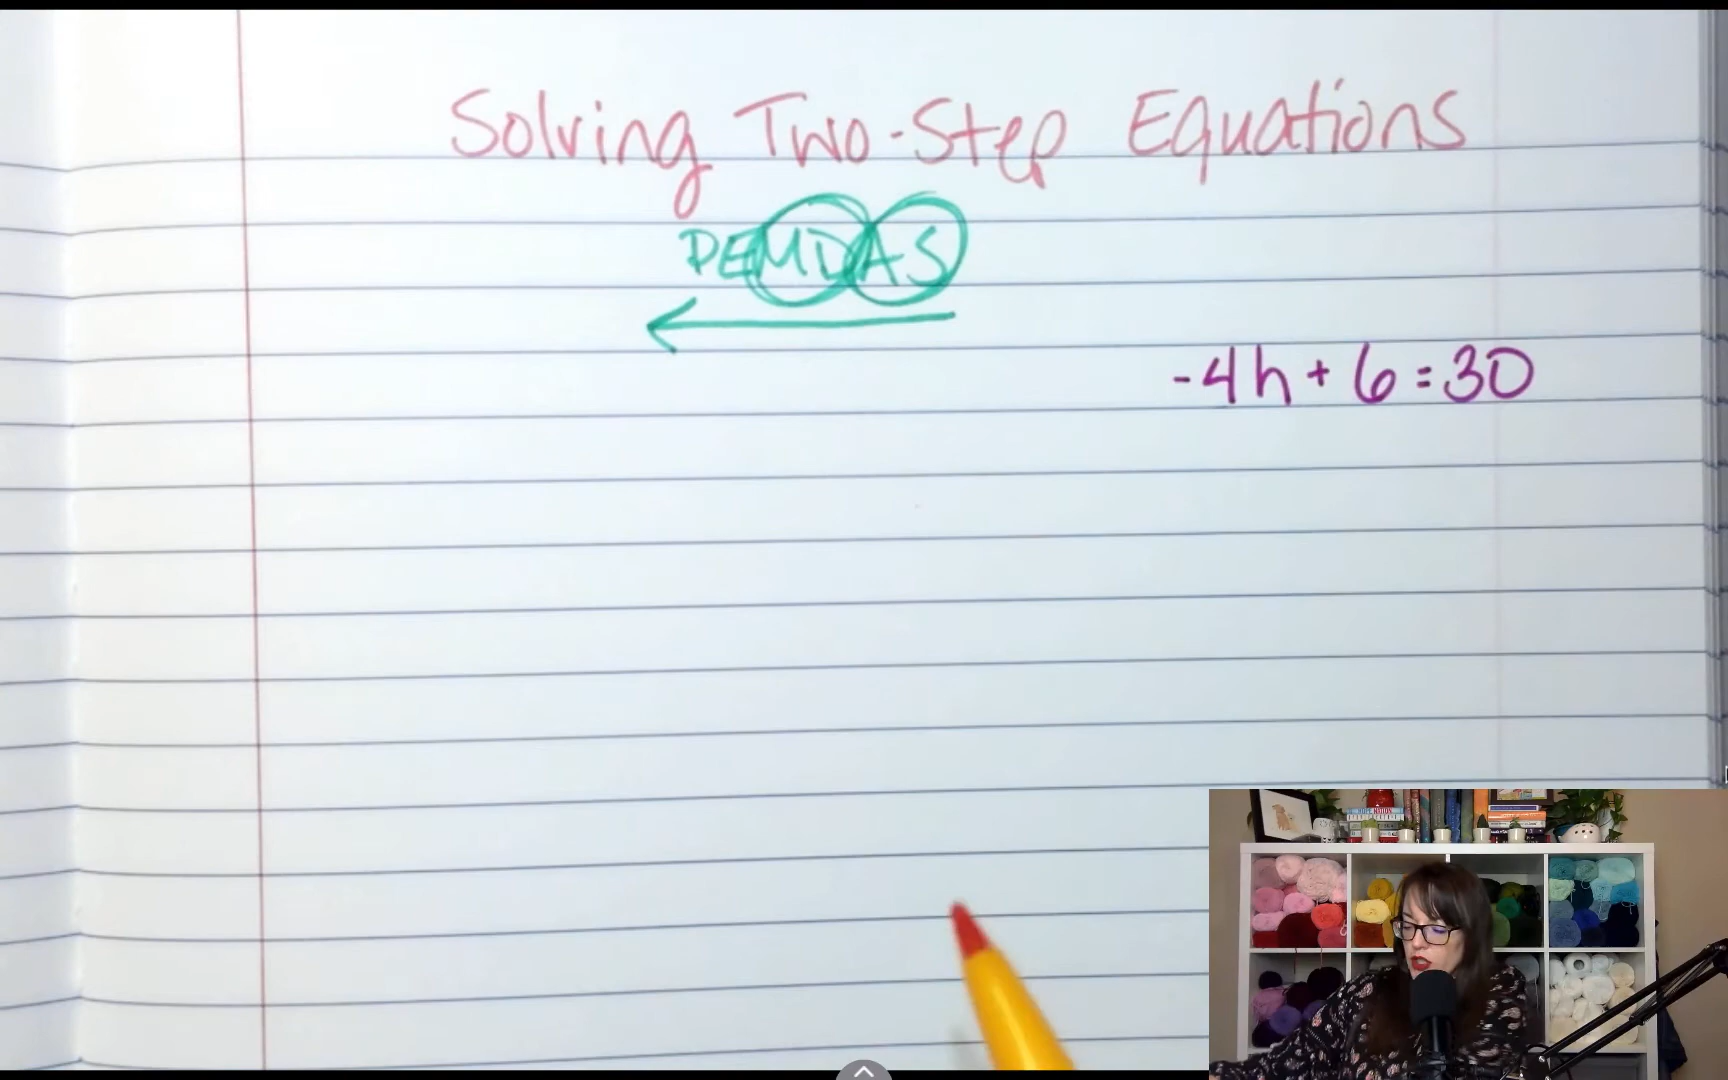 Solving Two-Step Equations
PEMDAS
-4h + 6 = 30